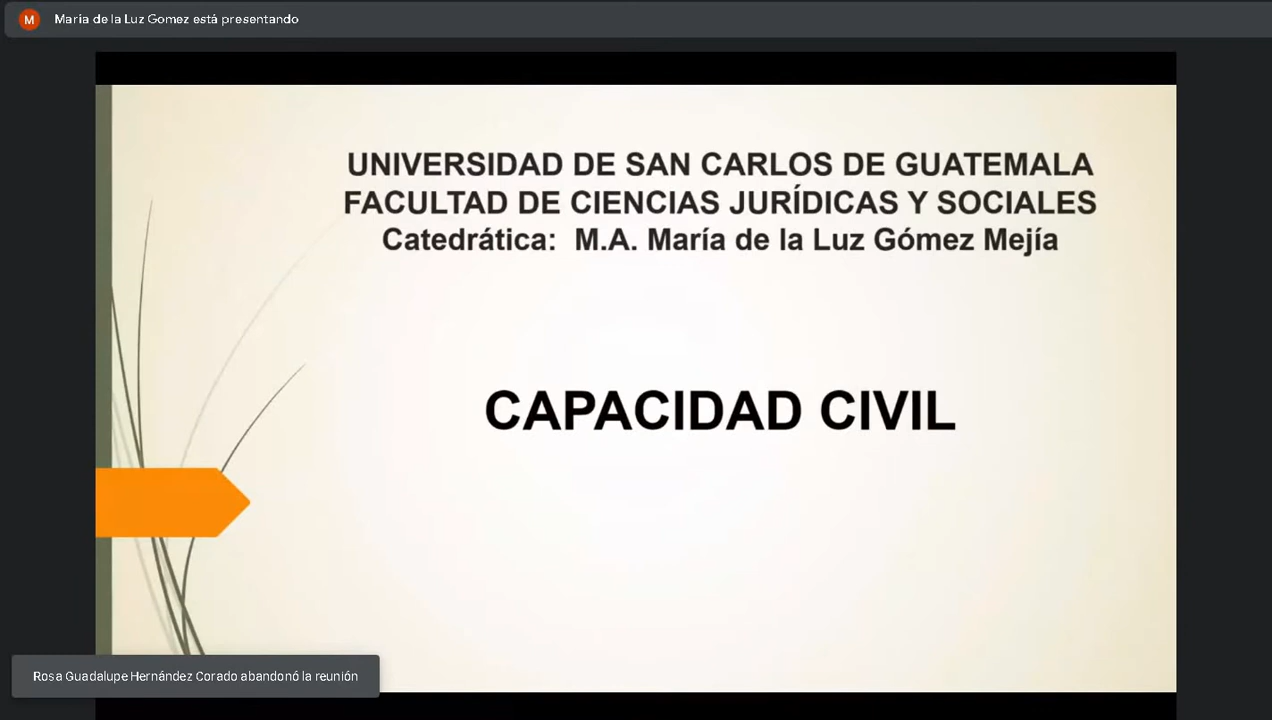 M
Maria de la Luz Gomez está presentando
UNIVERSIDAD DE SAN CARLOS DE GUATEMALA
FACULTAD DE CIENCIAS JURÍDICAS Y SOCIALES
Catedrática: M.A. María de la Luz Gómez Mejía
CAPACIDAD CIVIL
Rosa Guadalupe Hernández Corado abandonó la reunión